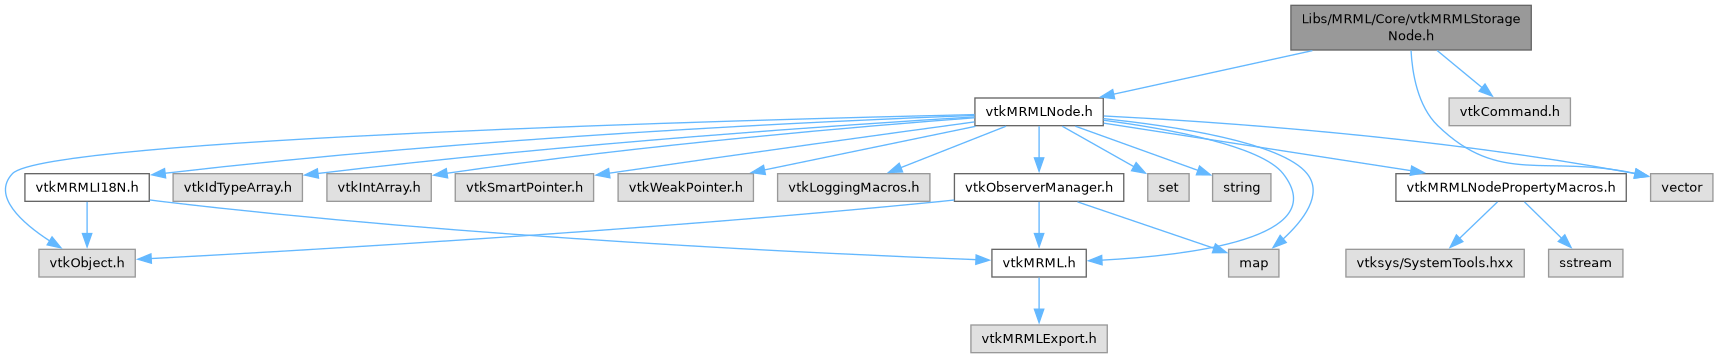 Libs/MRML/Core/vtkMRMLStorage
Node.h
vtkMRMLNode.h
vtkCommand.h
vtkMRMLI18N.h
vtkIdTypeArray.h
vtkIntArray.h
vtkSmartPointer.h
vtkWeakPointer.h
vtkLoggingMacros.h
vtkObserverManager.h
set
string
vtkMRMLNodePropertyMacros.h
vector
vtkObject.h
vtkMRML.h
map
vtksys/SystemTools.hxx
sstream
vtkMRMLExport.h